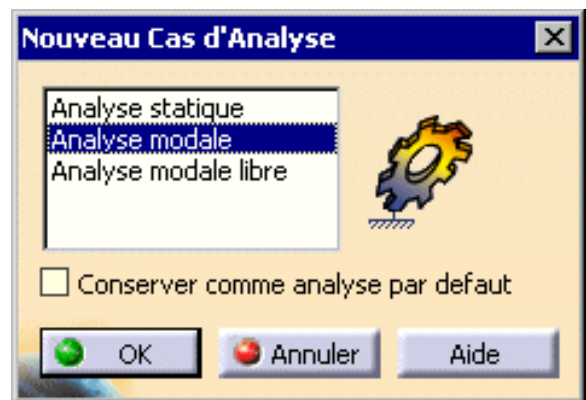 Nouveau Cas d'Analyse
Analyse statique
Analyse modale
Analyse modale libre
Conserver comme analyse par defaut
OK Annuler Aide